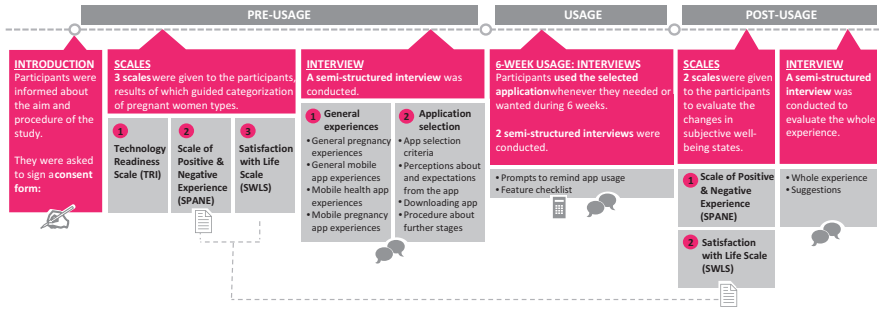 PRE-USAGE
USAGE
POST-USAGE
INTRODUCTION
Participants were
informed about
the aim and
procedure of the
study.
They were asked
to sign a consent
form:
SCALES
3 scales were given to the participants,
results of which guided categorization
of pregnant women types.
1
Technology
Readiness
Scale (TRI)
2
Scale of
Positive &
Negative
Experience
(SPANE)
3
Satisfaction
with Life
Scale
(SWLS)
INTERVIEW
A semi-structured interview was
conducted.
1 General
experiences
• General pregnancy
experiences
• General mobile
app experiences
• Mobile health app
experiences
• Mobile pregnancy
app experiences
2 Application
selection
• App selection
criteria
• Perceptions about
and expectations
from the app
• Downloading app
• Procedure about
further stages
6-WEEK USAGE: INTERVIEWS
Participants used the selected
application whenever they needed or
wanted during 6 weeks.
2 semi-structured interviews were
conducted.
• Prompts to remind app usage
• Feature checklist
SCALES
2 scales were given
to the participants
to evaluate the
changes in
subjective well-
being states.
1 Scale of Positive
& Negative
Experience
(SPANE)
2 Satisfaction
with Life Scale
(SWLS)
INTERVIEW
A semi-structured
interview was
conducted to
evaluate the whole
experience.
• Whole experience
• Suggestions